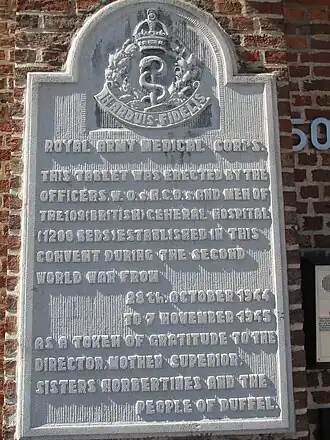 IN ARDUIS FIDELIS
ROYAL ARMY MEDICAL CORPS.
THIS TABLET WAS ERECTED BY THE
OFFICERS, W.O.s, N.C.O.s, AND MEN OF
THE 109 (BRITISH) GENERAL HOSPITAL
(1200 BEDS) ESTABLISHED IN THIS
CONVENT DURING THE SECOND
WORLD WAR FROM
OCTOBER 1944
TO 7 NOVEMBER 1945
AS A TOKEN OF GRATITUDE TO THE
DIRECTOR, MOTHER SUPERIOR,
SISTERS NORBERTINES AND THE
PEOPLE OF DUFFEL.
50